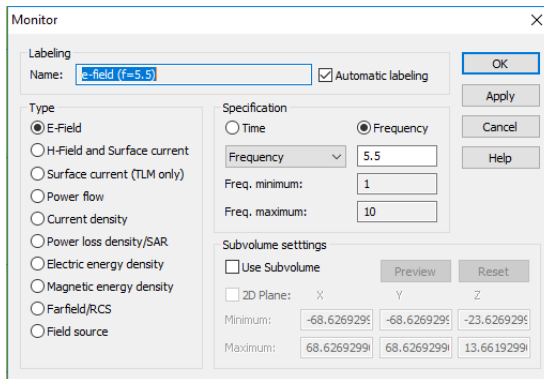 Monitor
Labeling
Name: e-field (f=5.5) Automatic labeling
OK
Apply
Cancel
Help
Type
E-Field
H-Field and Surface current
Surface current (TLM only)
Power flow
Current density
Power loss density/SAR
Electric energy density
Magnetic energy density
Farfield/RCS
Field source
Specification
Time Frequency
Frequency 5.5
Freq. minimum: 1
Freq. maximum: 10
Subvolume setttings
Use Subvolume Preview Reset
2D Plane: X Y Z
Minimum: -68.6269299 -68.6269299 -23.6269299
Maximum: 68.6269299 68.6269299 13.6619299